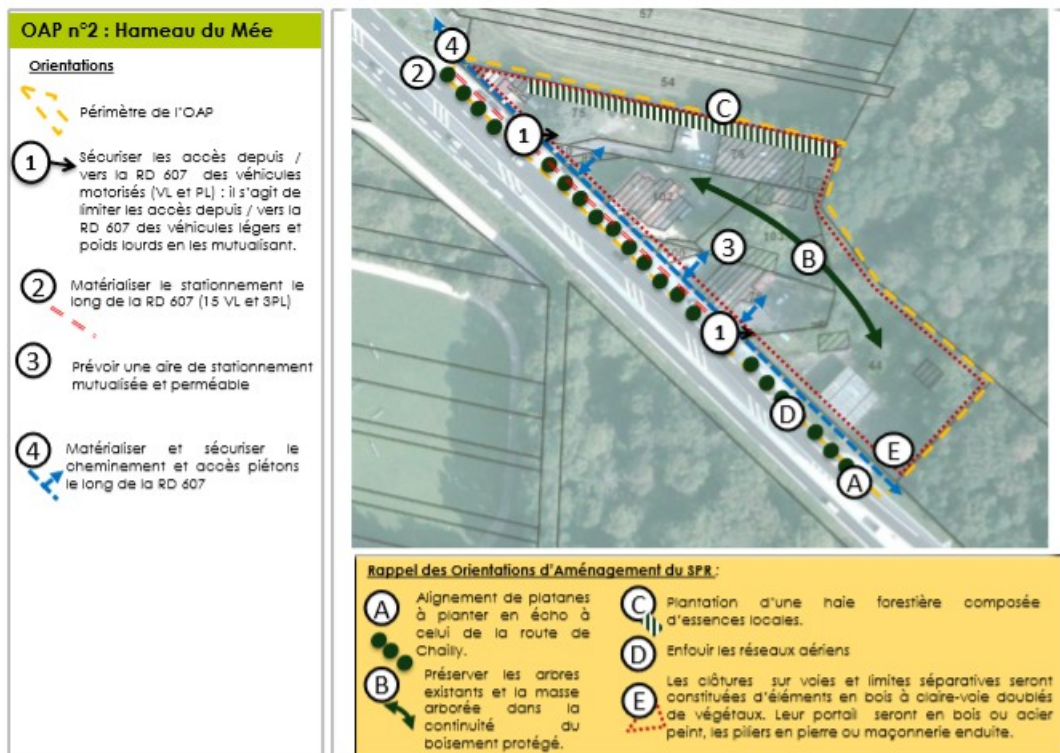 OAP n°2 : Hameau du Mée
Orientations
Périmètre de l'OAP
1
Sécuriser les accès depuis /
vers la RD 607 des véhicules
motorisés (VL et PL) : il s'agit de
limiter les accès depuis / vers la
RD 607 des véhicules légers et
poids lourds en les mutualisant.
2
Matérialiser le stationnement le
long de la RD 607 (15 VL et 3PL)
3
Prévoir une aire de stationnement
mutualisée et perméable
4
Matérialiser et sécuriser le
cheminement et accès piétons
le long de la RD 607
57
4
2
54
C
75
1
76
102
103
3
B
1
44
D
E
A
Rappel des Orientations d'Aménagement du SPR :
A
Alignement de platanes
à planter en écho à
celui de la route de
Chailly.
B
Préserver les arbres
existants et la masse
arborée dans la
continuité du
boisement protégé.
C
Plantation d'une haie forestière composée
d'essences locales.
D
Enfouir les réseaux aériens
E
Les clôtures sur voies et limites séparatives seront
constituées d'éléments en bois à claire-voie doublés
de végétaux. Leur portail seront en bois ou acier
peint, les piliers en pierre ou maçonnerie enduite.